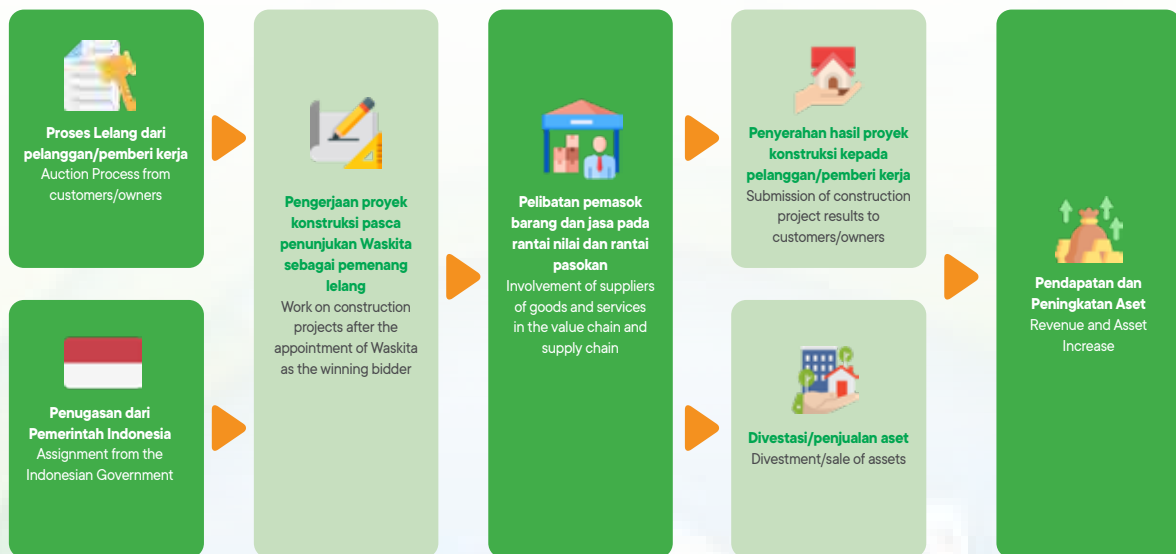 Proses Lelang dari
pelanggan/pemberi kerja
Auction Process from
customers/owners
Penugasan dari
Pemerintah Indonesia
Assignment from the
Indonesian Government
Pengerjaan proyek
konstruksi pasca
penunjukan Waskita
sebagai pemenang
lelang
Work on construction
projects after the
appointment of Waskita
as the winning bidder
Pelibatan pemasok
barang dan jasa pada
rantai nilai dan rantai
pasokan
Involvement of suppliers
of goods and services
in the value chain and
supply chain
Penyerahan hasil proyek
konstruksi kepada
pelanggan/pemberi kerja
Submission of construction
project results to
customers/owners
Divestasi/penjualan aset
Divestment/sale of assets
Pendapatan dan
Peningkatan Aset
Revenue and Asset
Increase